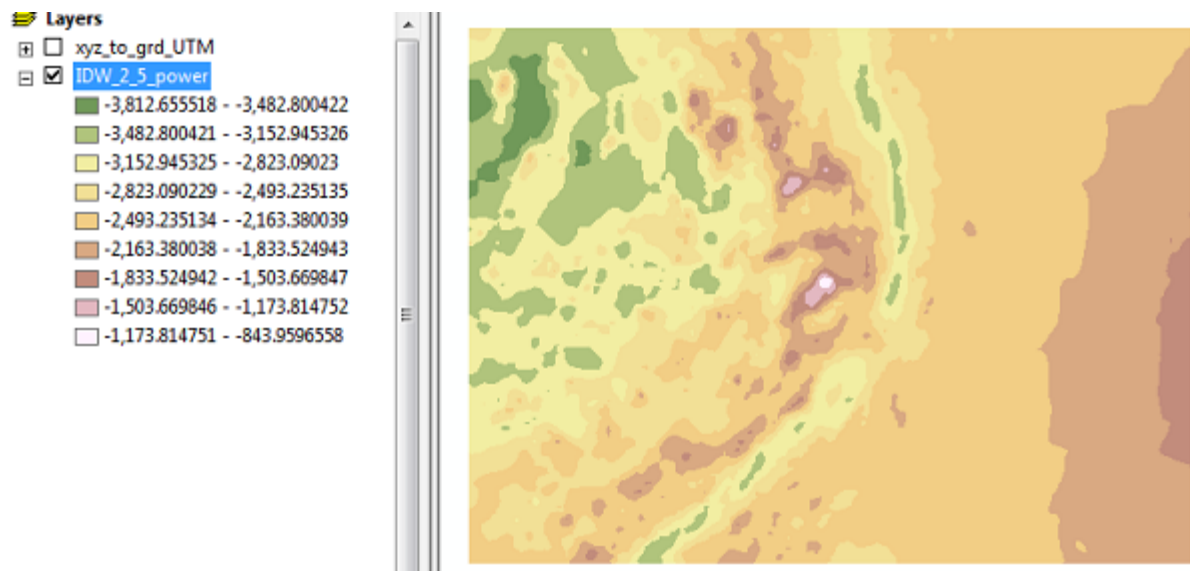 Layers
xyz_to_grd_UTM
IDW_2_5_power
-3,812.655518 - -3,482.800422
-3,482.800421 - -3,152.945326
-3,152.945325 - -2,823.09023
-2,823.090229 - -2,493.235135
-2,493.235134 - -2,163.380039
-2,163.380038 - -1,833.524943
-1,833.524942 - -1,503.669847
-1,503.669846 - -1,173.814752
-1,173.814751 - -843.9596558